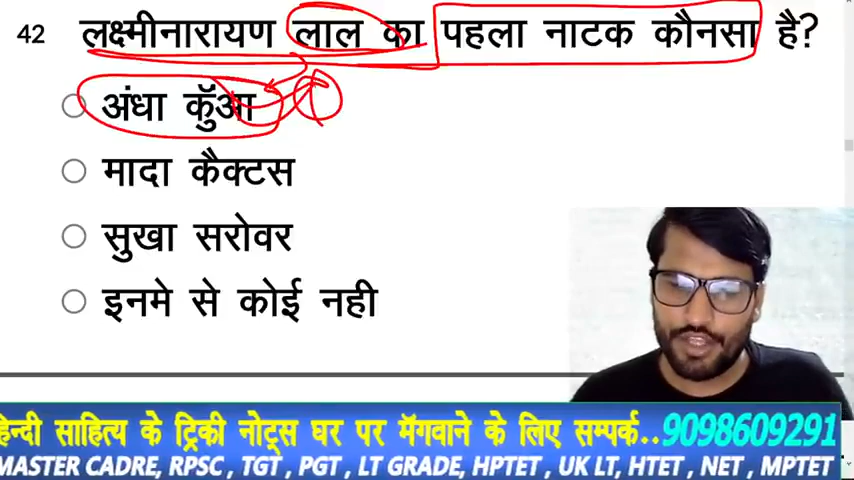 42 लक्ष्मीनारायण लाल का पहला नाटक कौनसा है?
अंधा कुँआ
मादा कैक्टस
सुखा सरोवर
इनमे से कोई नही
हिन्दी साहित्य के ट्रिकी नोट्स घर पर मॅगवाने के लिए सम्पर्क..9098609291
MASTER CADRE, RPSC , TGT , PGT , LT GRADE, HPTET , UK LT, HTET , NET , MPTET